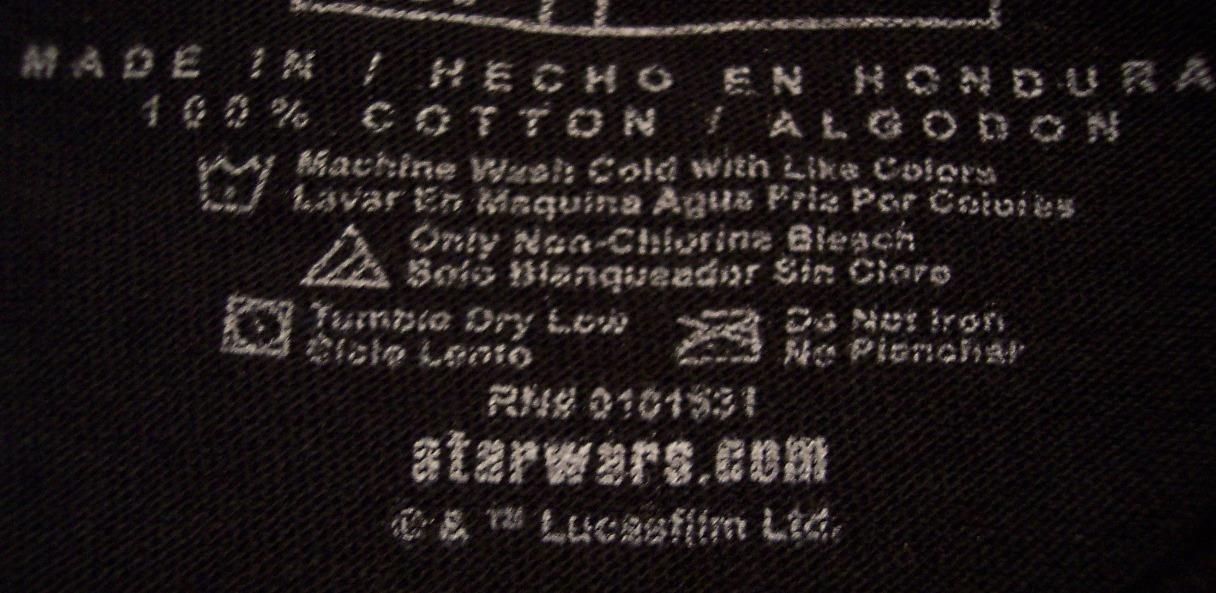 MADE IN / HECHO EN HONDURA
100% COTTON / ALGODON
Machine Wash Cold With Like Colors
Lavar En Maquina Agua Fria Por Colores
Only Non-Chlorine Bleach
Solo Blanqueador Sin Cloro
Tumble Dry Low
Ciclo Lento
Do Not Iron
No Planchar
RN# 0101531
starwars.com
© & ™ Lucasfilm Ltd.